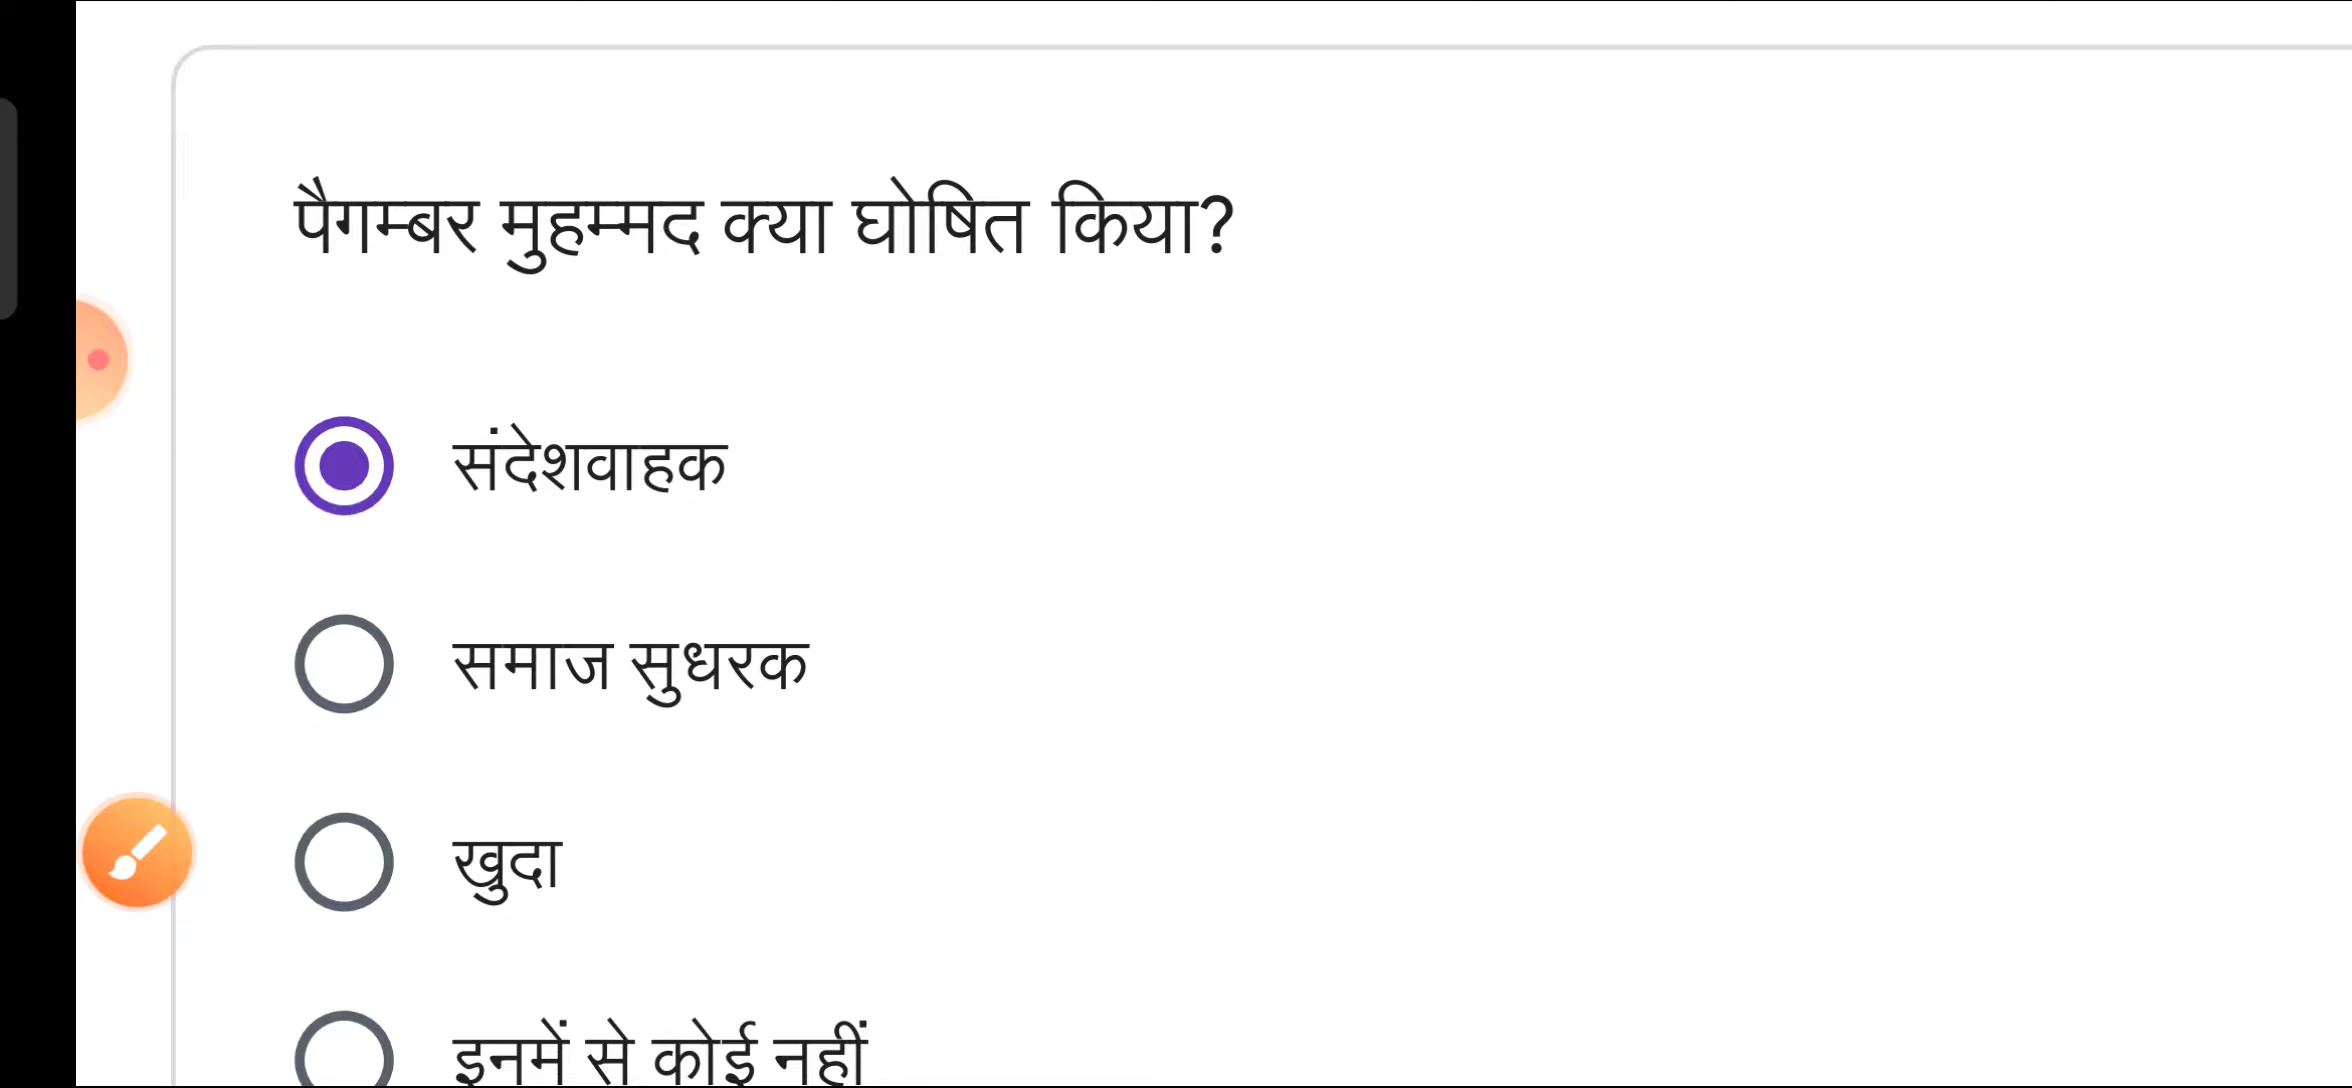 पैगम्बर मुहम्मद क्या घोषित किया?
संदेशवाहक
समाज सुधरक
खुदा
इनमें से कोई नहीं